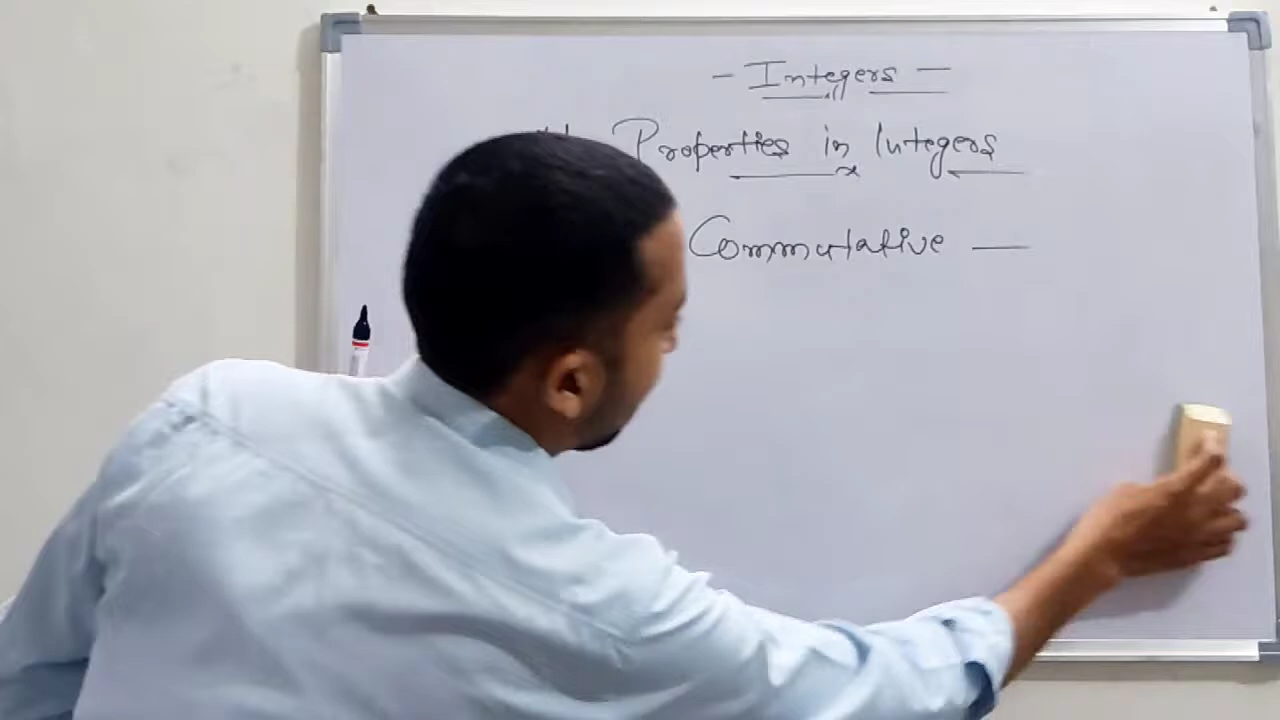 - Integers -
Properties in Integers
Commutative —